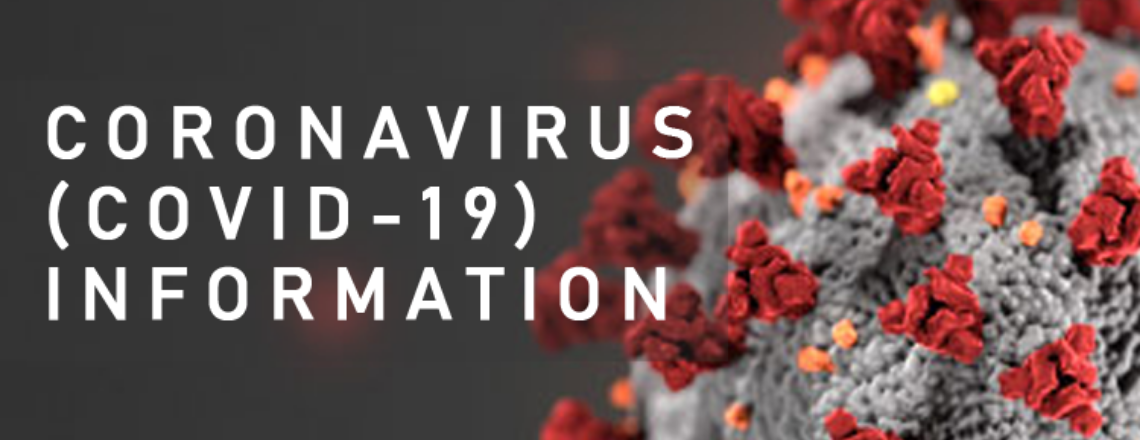 CORONAVIRUS
(COVID-19)
INFORMATION